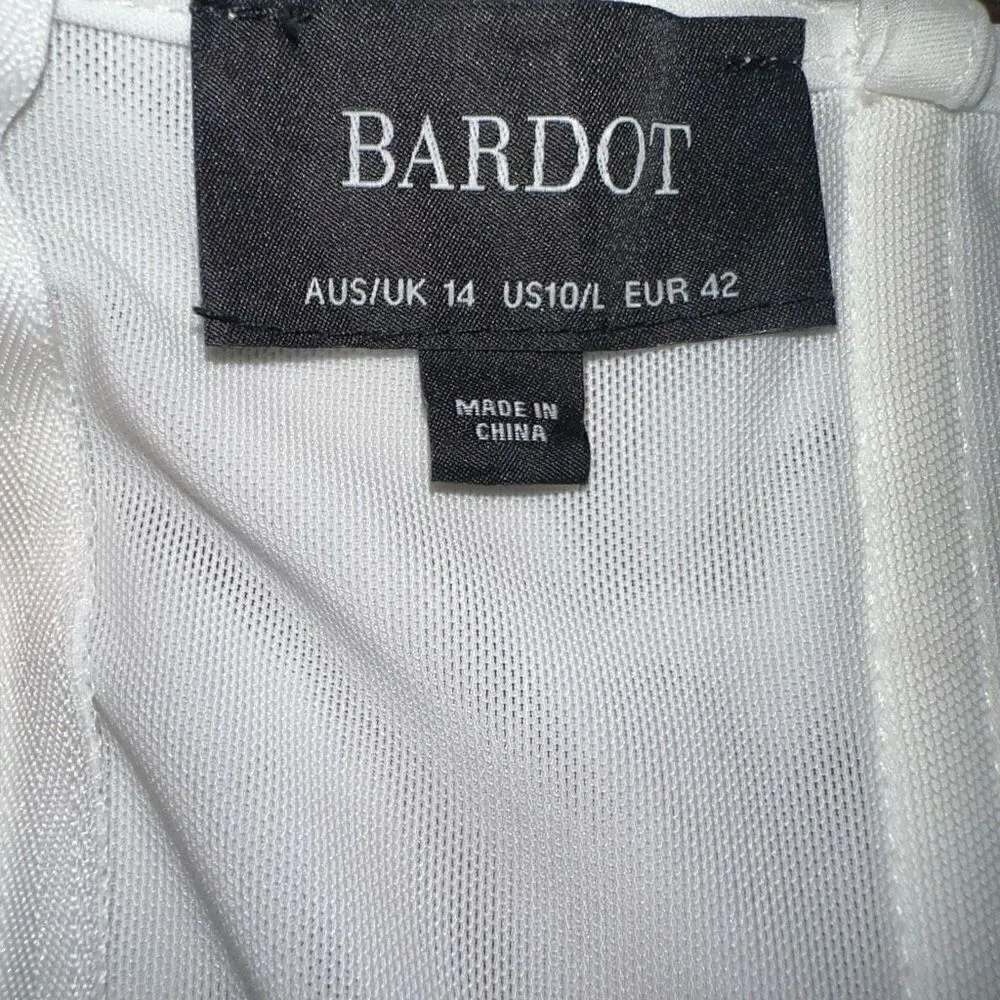 BARDOT
AUS/UK 14 US10/L EUR 42
MADE IN
CHINA